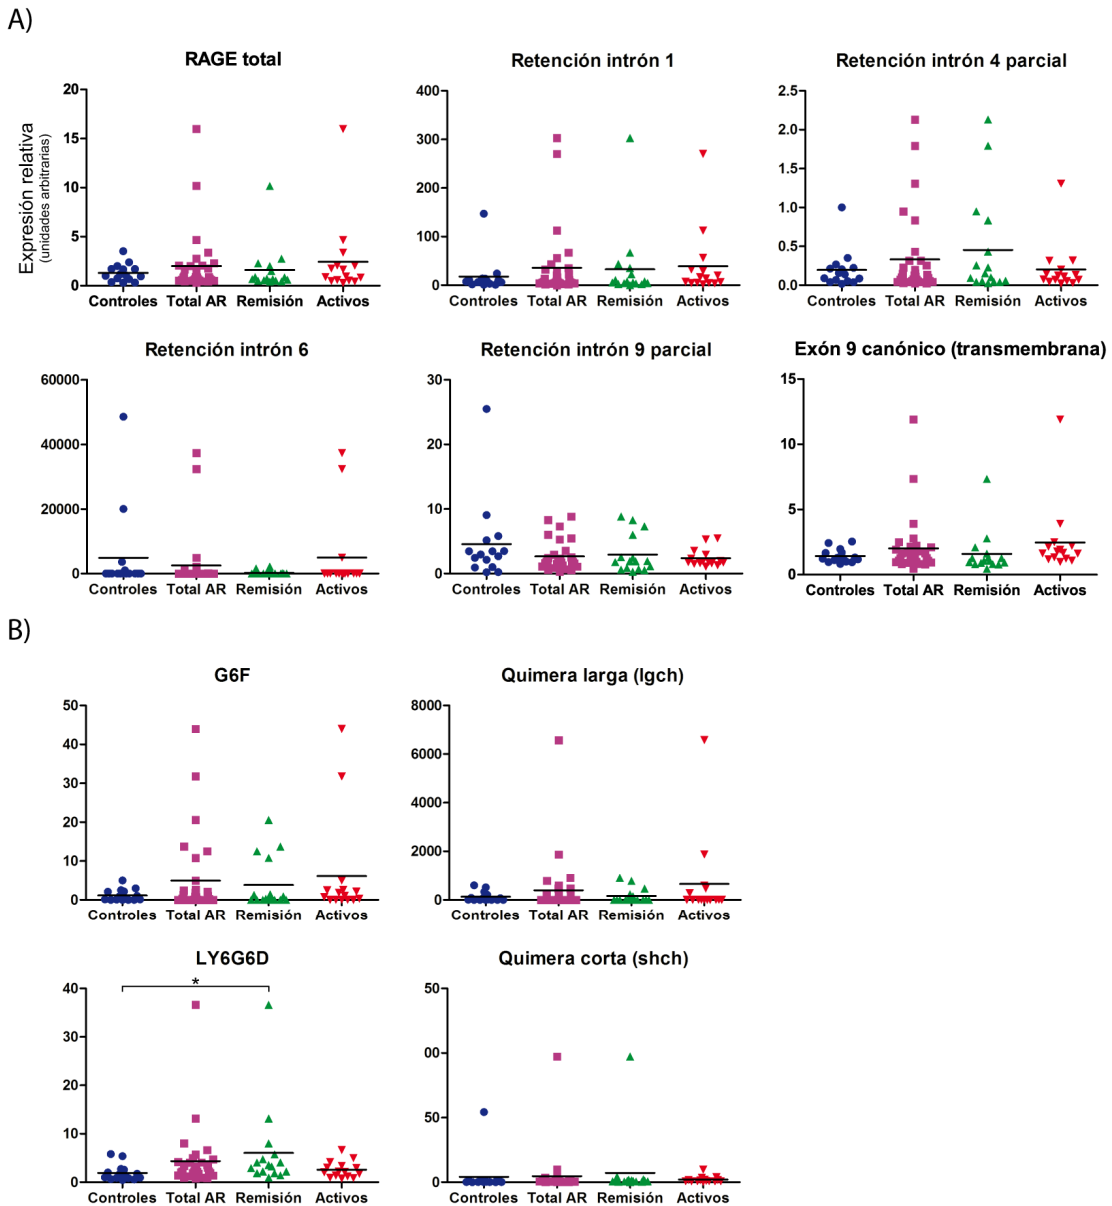 A)
RAGE total
Retención intrón 1
Retención intrón 4 parcial
Expresión relativa
(unidades arbitrarias)
20
15
10
5
0
400
300
200
100
0
2.5
2.0
1.5
1.0
0.5
0.0
Controles Total AR Remisión Activos
Controles Total AR Remisión Activos
Controles Total AR Remisión Activos
Retención intrón 6
Retención intrón 9 parcial
Exón 9 canónico (transmembrana)
60000
40000
20000
0
30
20
10
0
15
10
5
0
Controles Total AR Remisión Activos
Controles Total AR Remisión Activos
Controles Total AR Remisión Activos
B)
G6F
Quimera larga (lgch)
50
40
30
20
10
0
8000
6000
4000
2000
0
Controles Total AR Remisión Activos
Controles Total AR Remisión Activos
LY6G6D
Quimera corta (shch)
*
40
30
20
10
0
50
00
50
0
Controles Total AR Remisión Activos
Controles Total AR Remisión Activos